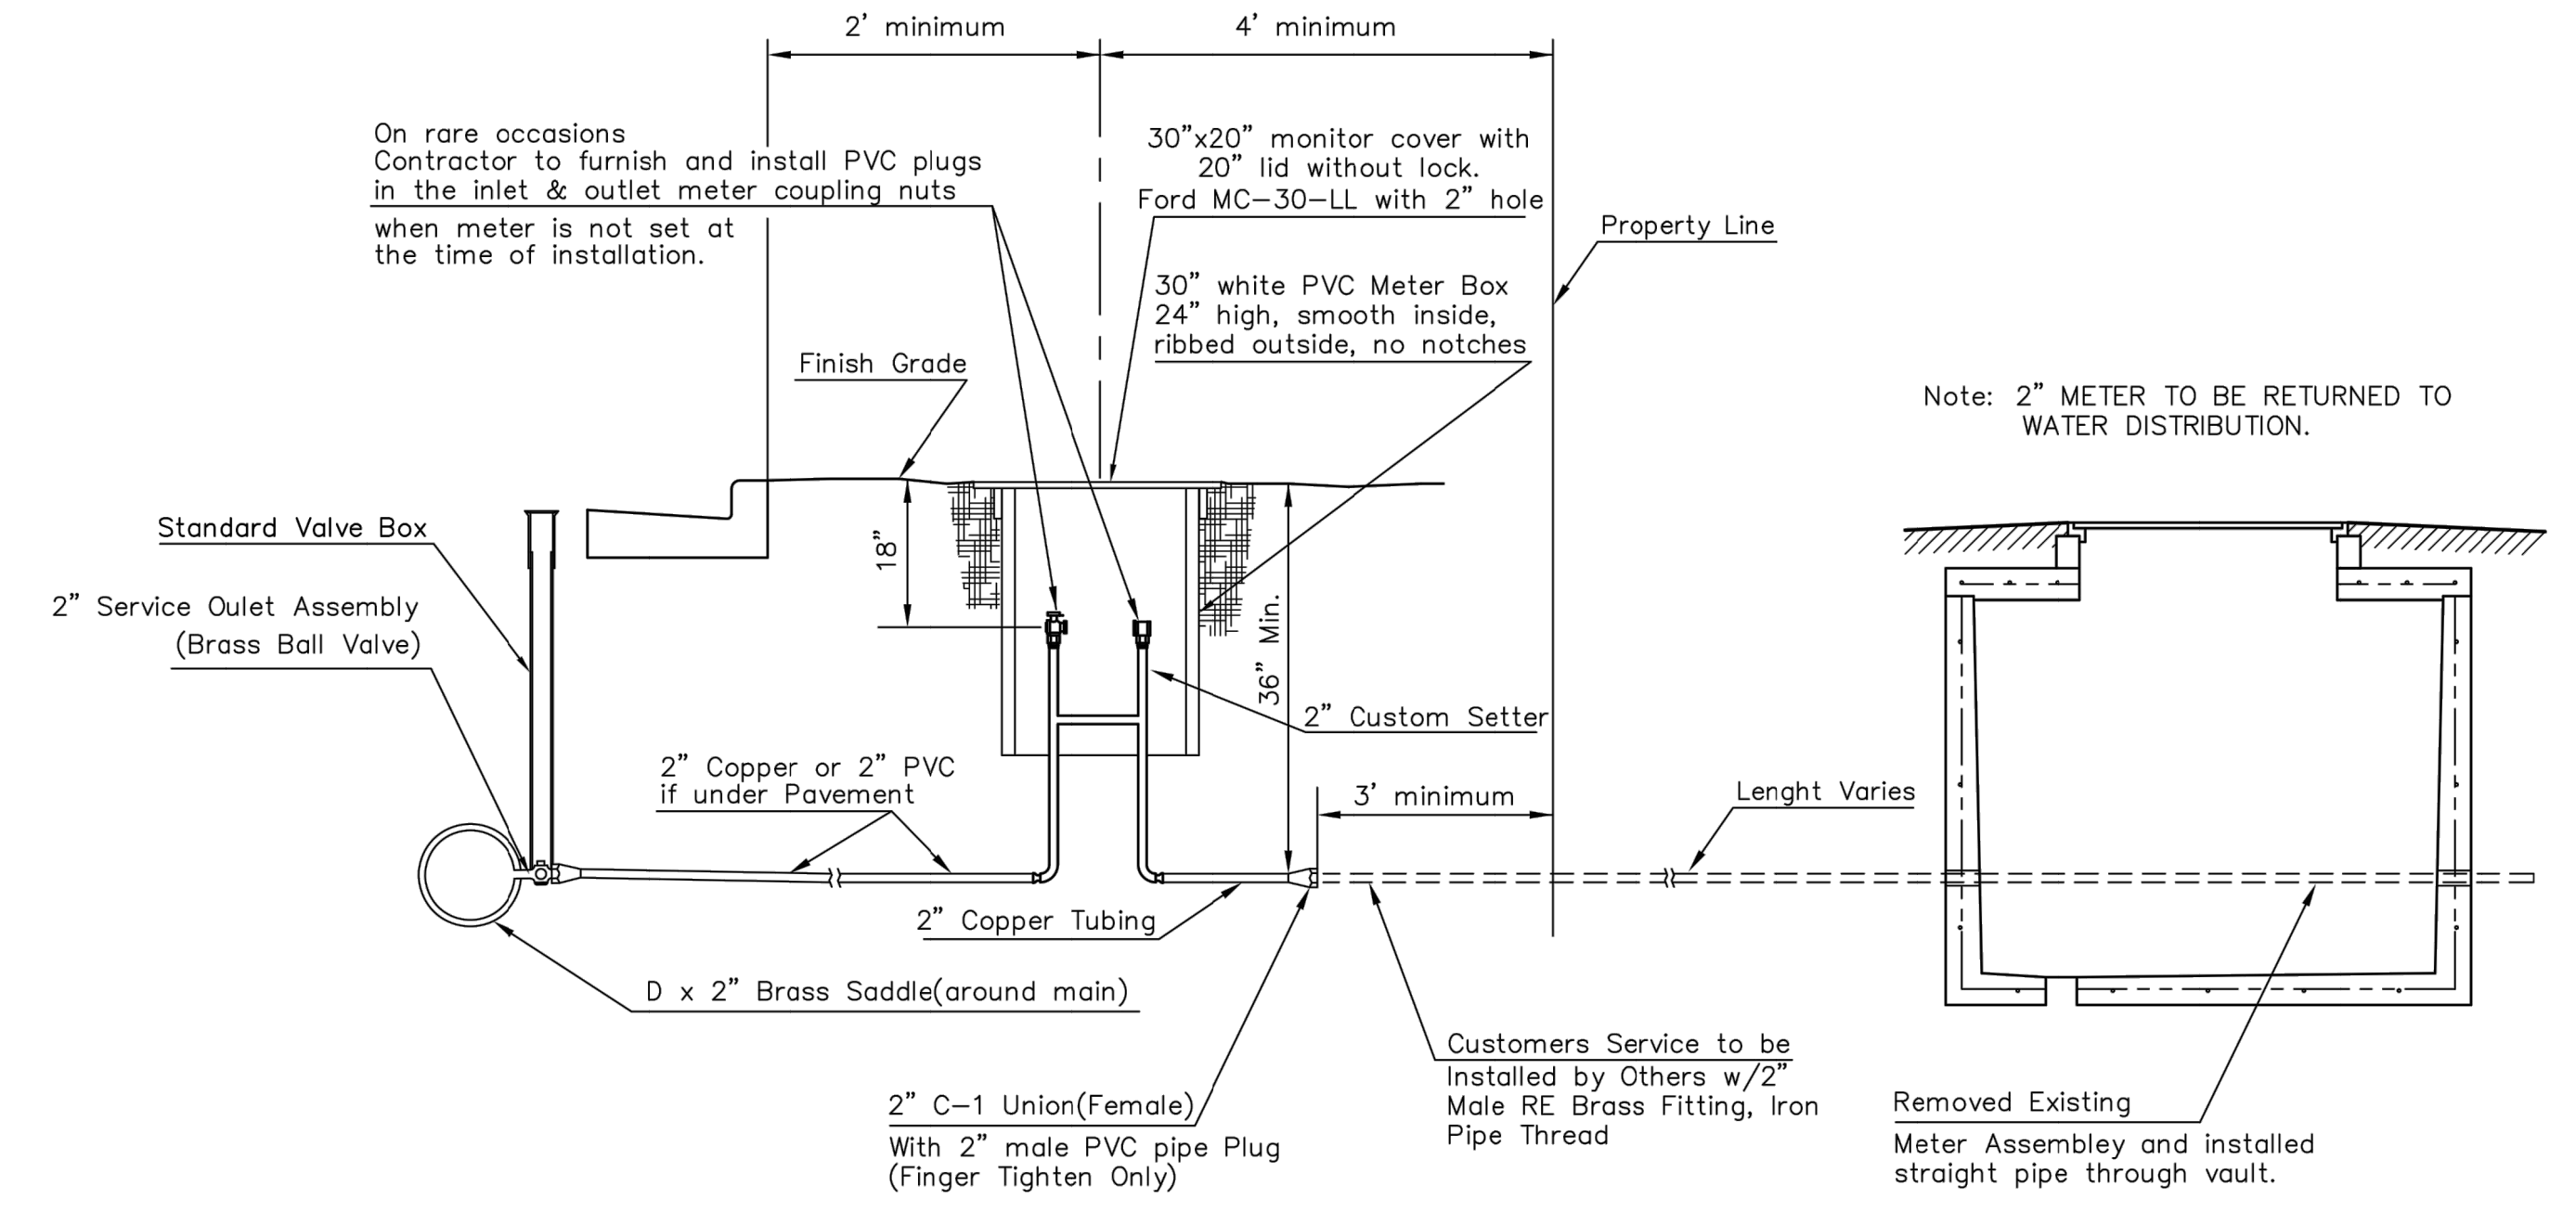 2’ minimum
4’ minimum
On rare occasions
Contractor to furnish and install PVC plugs
in the inlet & outlet meter coupling nuts
when meter is not set at
the time of installation.
30”x20” monitor cover with
20” lid without lock.
Ford MC–30–LL with 2” hole
Property Line
30” white PVC Meter Box
24” high, smooth inside,
ribbed outside, no notches
Finish Grade
Note: 2” METER TO BE RETURNED TO
WATER DISTRIBUTION.
Standard Valve Box
18”
2” Service Oulet Assembly
(Brass Ball Valve)
36” Min.
2” Custom Setter
2” Copper or 2” PVC
if under Pavement
3’ minimum
Lenght Varies
2” Copper Tubing
D x 2” Brass Saddle(around main)
2” C–1 Union(Female)
With 2” male PVC pipe Plug
(Finger Tighten Only)
Customers Service to be
Installed by Others w/2”
Male RE Brass Fitting, Iron
Pipe Thread
Removed Existing
Meter Assembley and installed
straight pipe through vault.